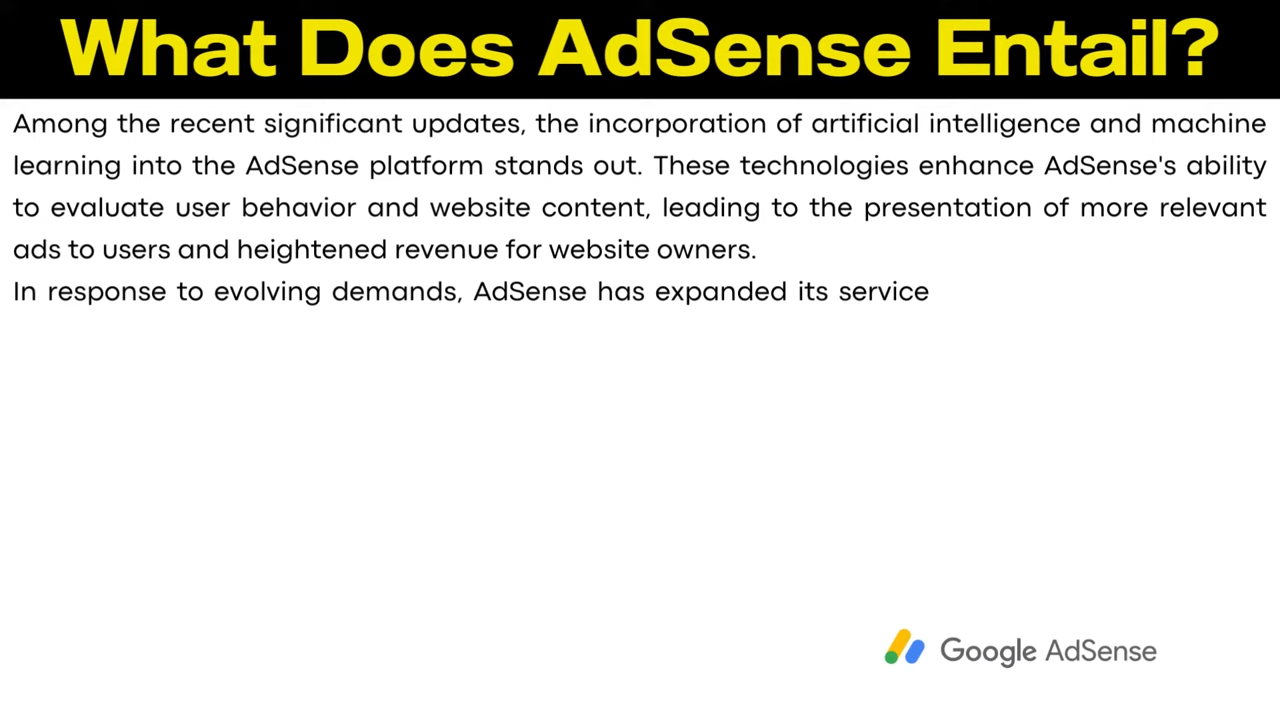 What Does AdSense Entail?
Among the recent significant updates, the incorporation of artificial intelligence and machine
learning into the AdSense platform stands out. These technologies enhance AdSense's ability
to evaluate user behavior and website content, leading to the presentation of more relevant
ads to users and heightened revenue for website owners.
In response to evolving demands, AdSense has expanded its service
Google AdSense